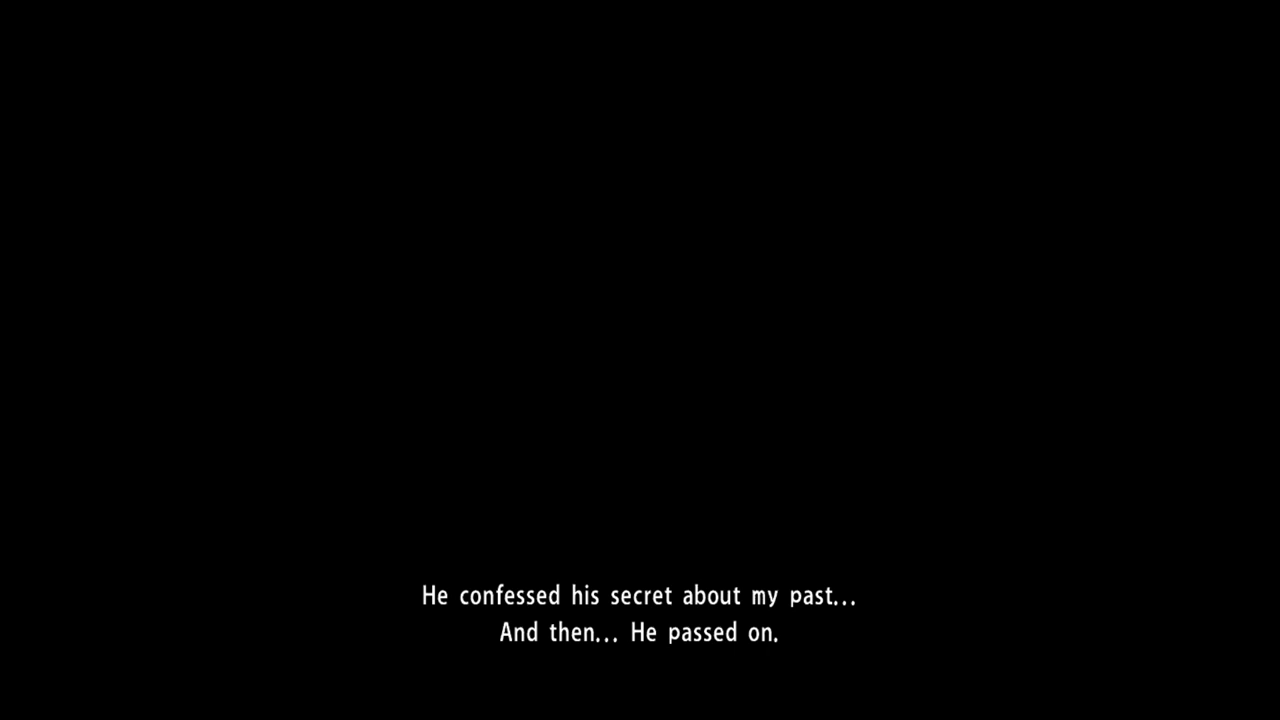 He confessed his secret about my past...
And then... He passed on.